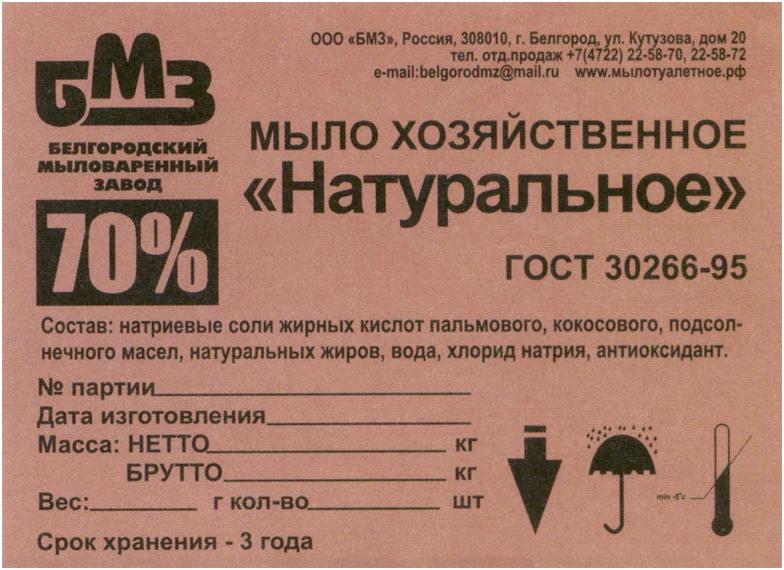 БМЗ
БЕЛГОРОДСКИЙ
МЫЛОВАРЕННЫЙ
ЗАВОД
70%
ООО «БМЗ», Россия, 308010, г. Белгород, ул. Кутузова, дом 20
тел. отд.продаж +7(4722) 22-58-70, 22-58-72
e-mail:belgorodmz@mail.ru www.мылотуалетное.рф
МЫЛО ХОЗЯЙСТВЕННОЕ
«Натуральное»
ГОСТ 30266-95
Состав: натриевые соли жирных кислот пальмового, кокосового, подсол-
нечного масел, натуральных жиров, вода, хлорид натрия, антиоксидант.
№ партии
Дата изготовления
Масса: НЕТТО кг
БРУТТО кг
Вес: г кол-во шт
min -5°c
Срок хранения - 3 года